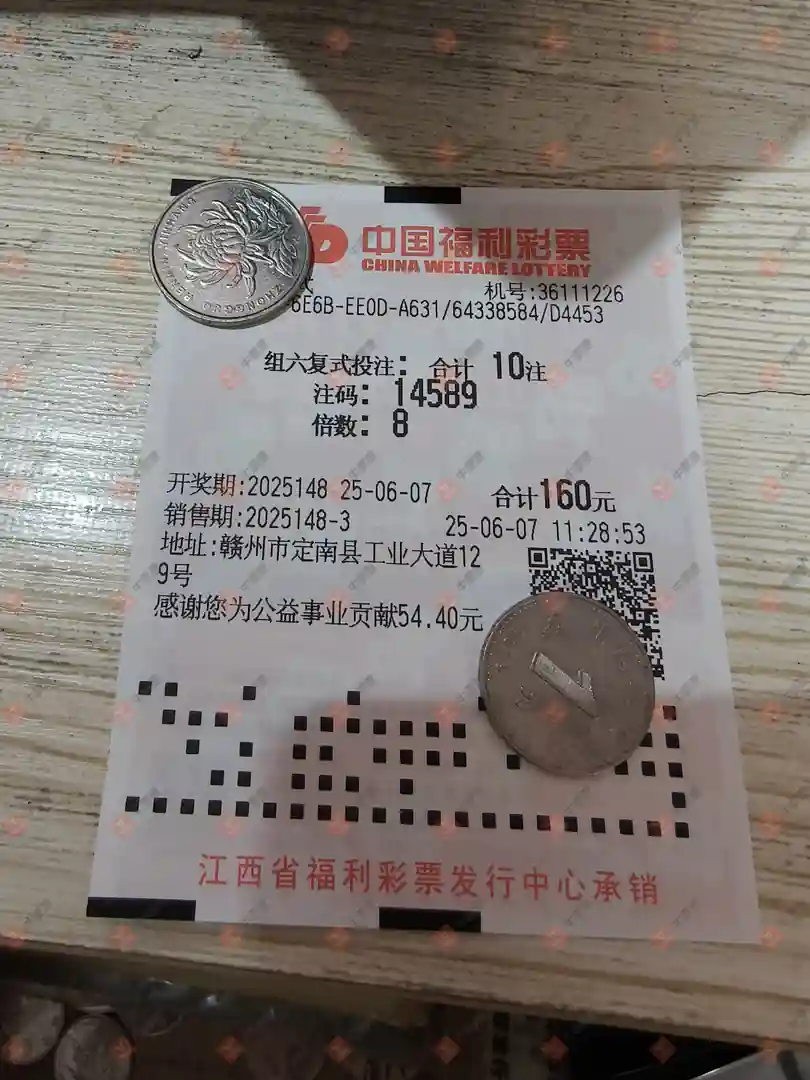 中国福利彩票
CHINA WELFARE LOTTERY
机号:36111226
6E6B-EE0D-A631/64338584/D4453
组六复式投注: 合计 10注
注码: 14589
倍数: 8
开奖期:2025148 25-06-07 合计160元
销售期:2025148-3 25-06-07 11:28:53
地址:赣州市定南县工业大道12
9号
感谢您为公益事业贡献54.40元
江西省福利彩票发行中心承销